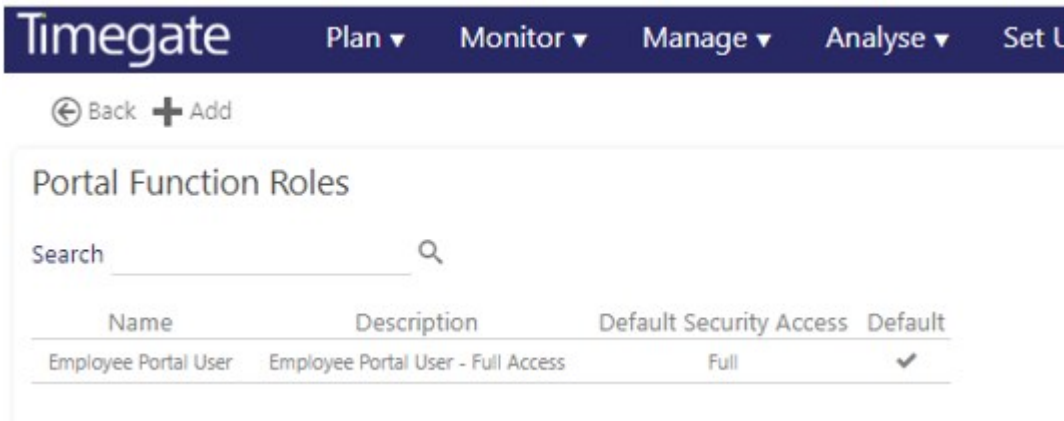 Timegate Plan Monitor Manage Analyse Set U
Back Add
Portal Function Roles
Search
Name Description Default Security Access Default
Employee Portal User Employee Portal User - Full Access Full